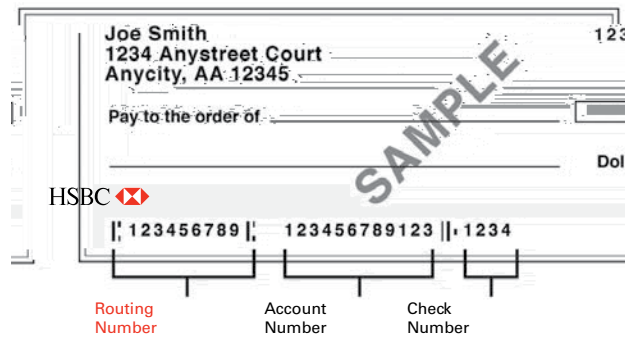 Joe Smith 123
1234 Anystreet Court
Anycity, AA 12345
Pay to the order of
SAMPLE
Dol
HSBC
123456789 123456789123 1234
Routing Number
Account Number
Check Number